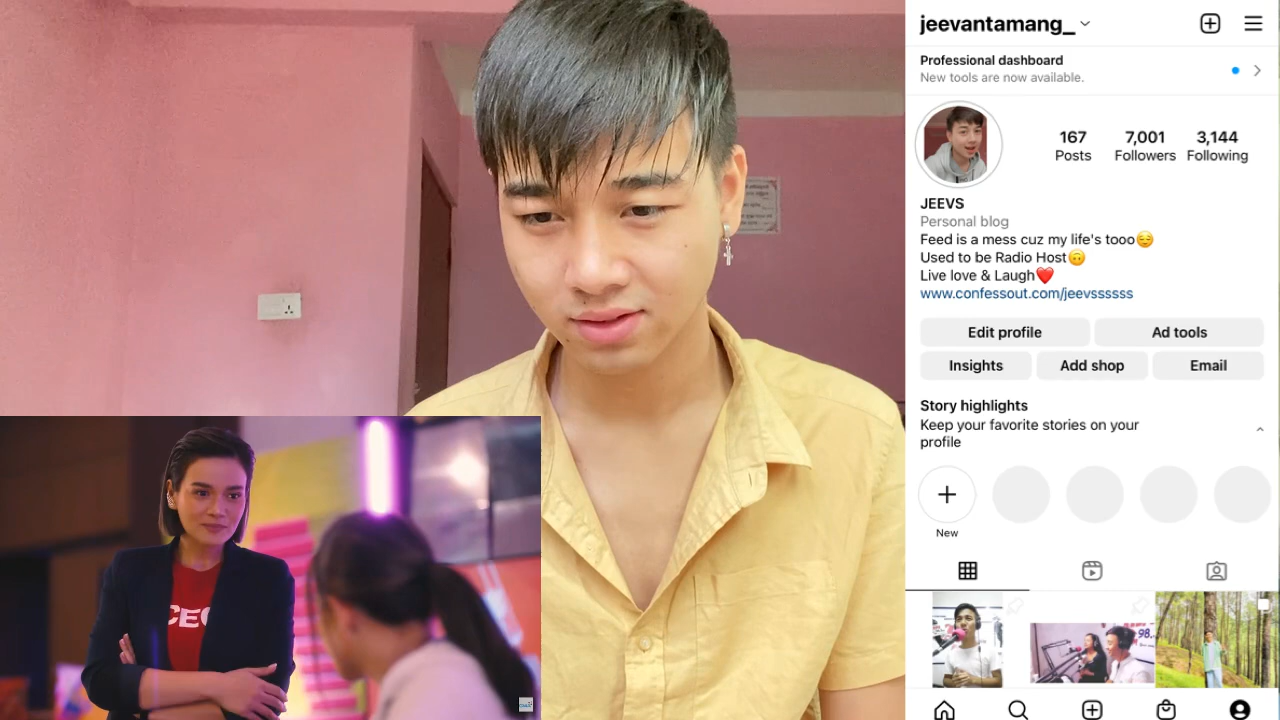 jeevantamang_
Professional dashboard
New tools are now available.
167
Posts
7,001
Followers
3,144
Following
JEEVS
Personal blog
Feed is a mess cuz my life's tooo😌
Used to be Radio Host🙃
Live love & Laugh❤️
www.confessout.com/jeevssssss
Edit profile
Ad tools
Insights
Add shop
Email
Story highlights
Keep your favorite stories on your
profile
New
98.
CEO